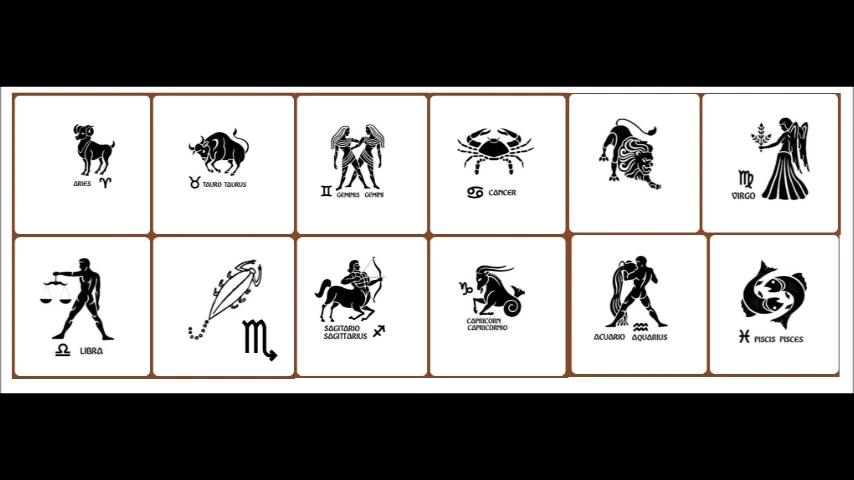 ARIES ♈
♉ TAURO TAURUS
♊ GEMINIS GEMINI
♋ CANCER
♍
VIRGO
♎ LIBRA
♏
SAGITARIO
SAGITTARIUS ♐
♑
CAPRICORN
CAPRICORNIO
♒
ACUARIO AQUARIUS
♓ PISCIS PISCES